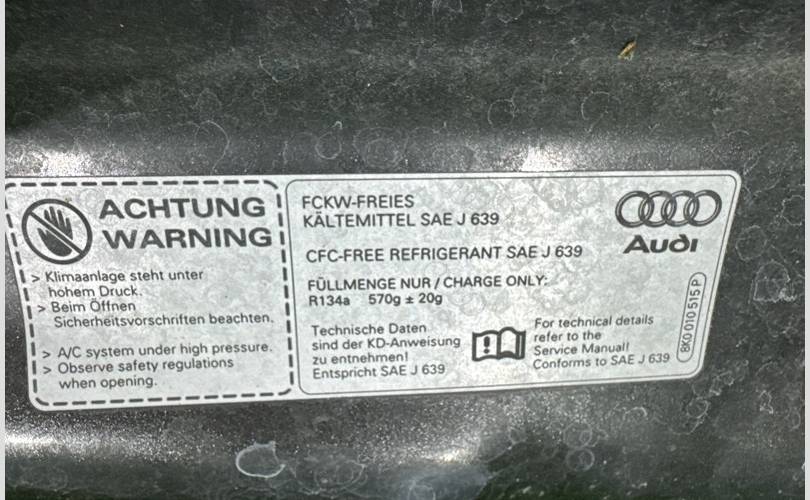 ACHTUNG
WARNING
> Klimaanlage steht unter
hohem Druck.
> Beim Öffnen
Sicherheitsvorschriften beachten.
> A/C system under high pressure.
> Observe safety regulations
when opening.
FCKW-FREIES
KÄLTEMITTEL SAE J 639
CFC-FREE REFRIGERANT SAE J 639
FÜLLMENGE NUR / CHARGE ONLY:
R134a 570g ± 20g
Technische Daten
sind der KD-Anweisung
zu entnehmen!
Entspricht SAE J 639
For technical details
refer to the
Service Manual!
Conforms to SAE J 639
Audi
8K0 010 515 P